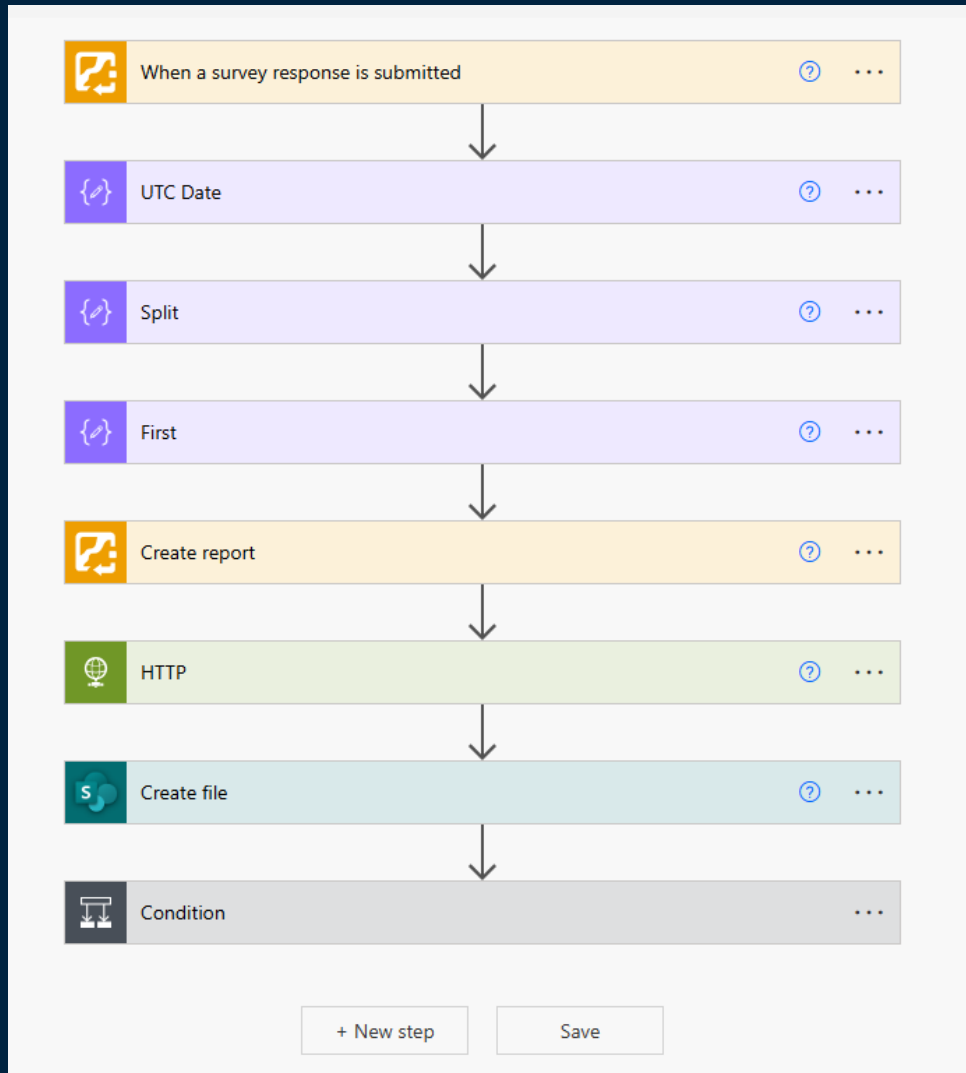 When a survey response is submitted
UTC Date
Split
First
Create report
HTTP
S
Create file
Condition
+ New step
Save